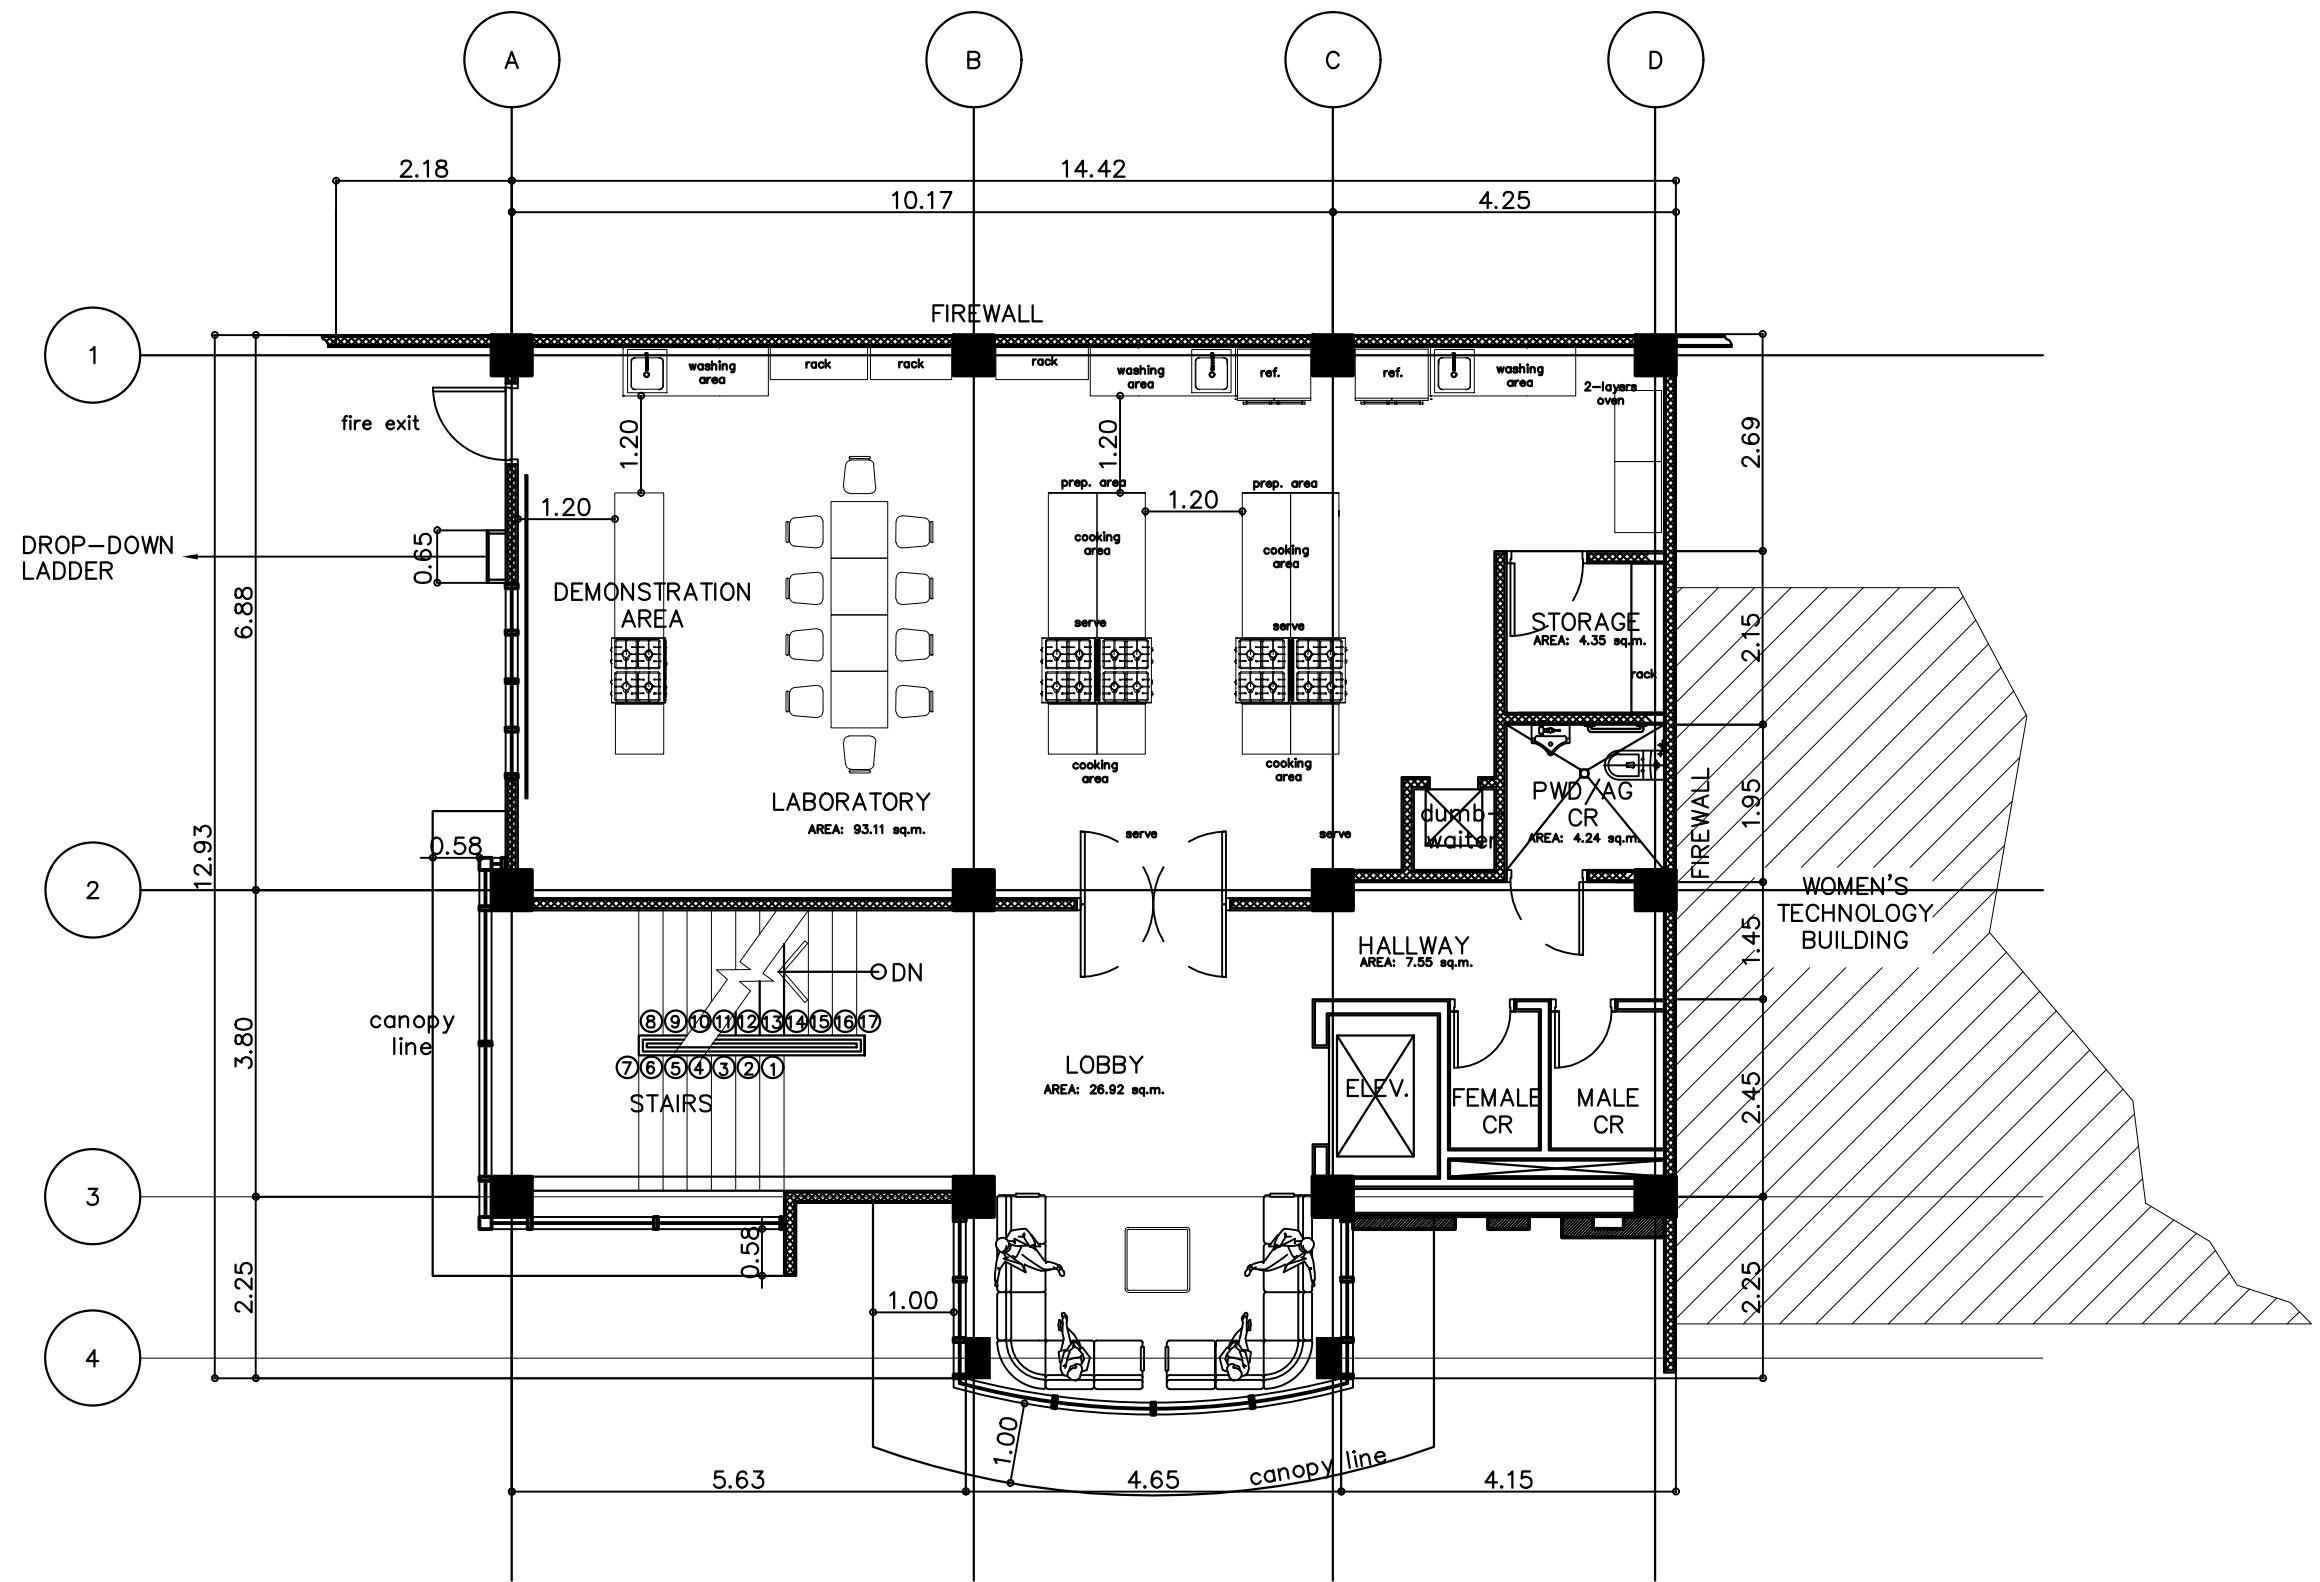 A
B
C
D
2.18
14.42
10.17
4.25
FIREWALL
1
washing
area
rack
rack
rack
washing
area
ref.
ref.
washing
area
2-layers
oven
fire exit
1.20
1.20
2.69
prep. area
prep. area
1.20
1.20
DROP-DOWN
LADDER
0.65
cooking
area
cooking
area
6.88
DEMONSTRATION
AREA
serve
serve
STORAGE
AREA: 4.35 sq.m.
2.15
rack
cooking
area
cooking
area
LABORATORY
AREA: 93.11 sq.m.
serve
serve
dumb-
waiter
PWD/AG
CR
AREA: 4.24 sq.m.
FIREWALL
1.95
12.93
0.58
2
WOMEN'S
TECHNOLOGY
BUILDING
HALLWAY
AREA: 7.55 sq.m.
1.45
DN
canopy
line
8 9 10 11 12 13 14 15 16 17
7 6 5 4 3 2 1
STAIRS
3.80
LOBBY
AREA: 26.92 sq.m.
ELEV.
FEMALE
CR
MALE
CR
2.45
3
0.58
2.25
1.00
2.25
4
1.00
canopy line
5.63
4.65
4.15